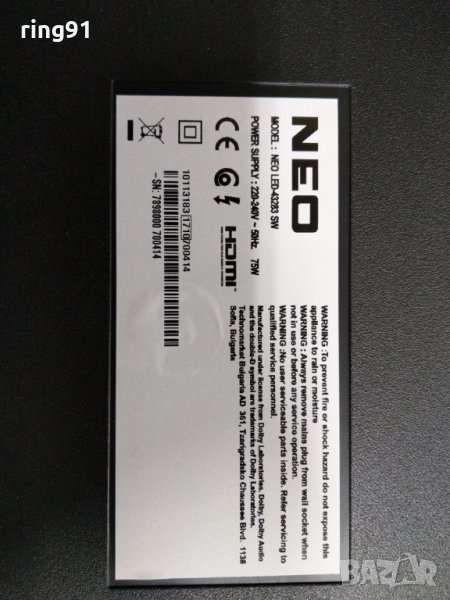 ring91
NEO
MODEL : NEO LED-43283 SW
POWER SUPPLY : 220-240V ~ 50Hz. 75W
CE
HDMI
10113183 1710 700414
-SN: 7898000 700414
WARNING :To prevent fire or shock hazard do not expose this
appliance to rain or moisture
WARNING : Always remove mains plug from wall socket when
not in use or before any service operation.
WARNING :No user serviceable parts inside. Refer servicing to
qualified service personnel.
Manufactured under license from Dolby Laboratories. Dolby, Dolby Audio
and the double-D symbol are trademarks of Dolby Laboratories.
Technomarket Bulgaria AD 361, Tzarigradsko Chaussee Blvd. 1138
Sofia, Bulgaria
BAZAR